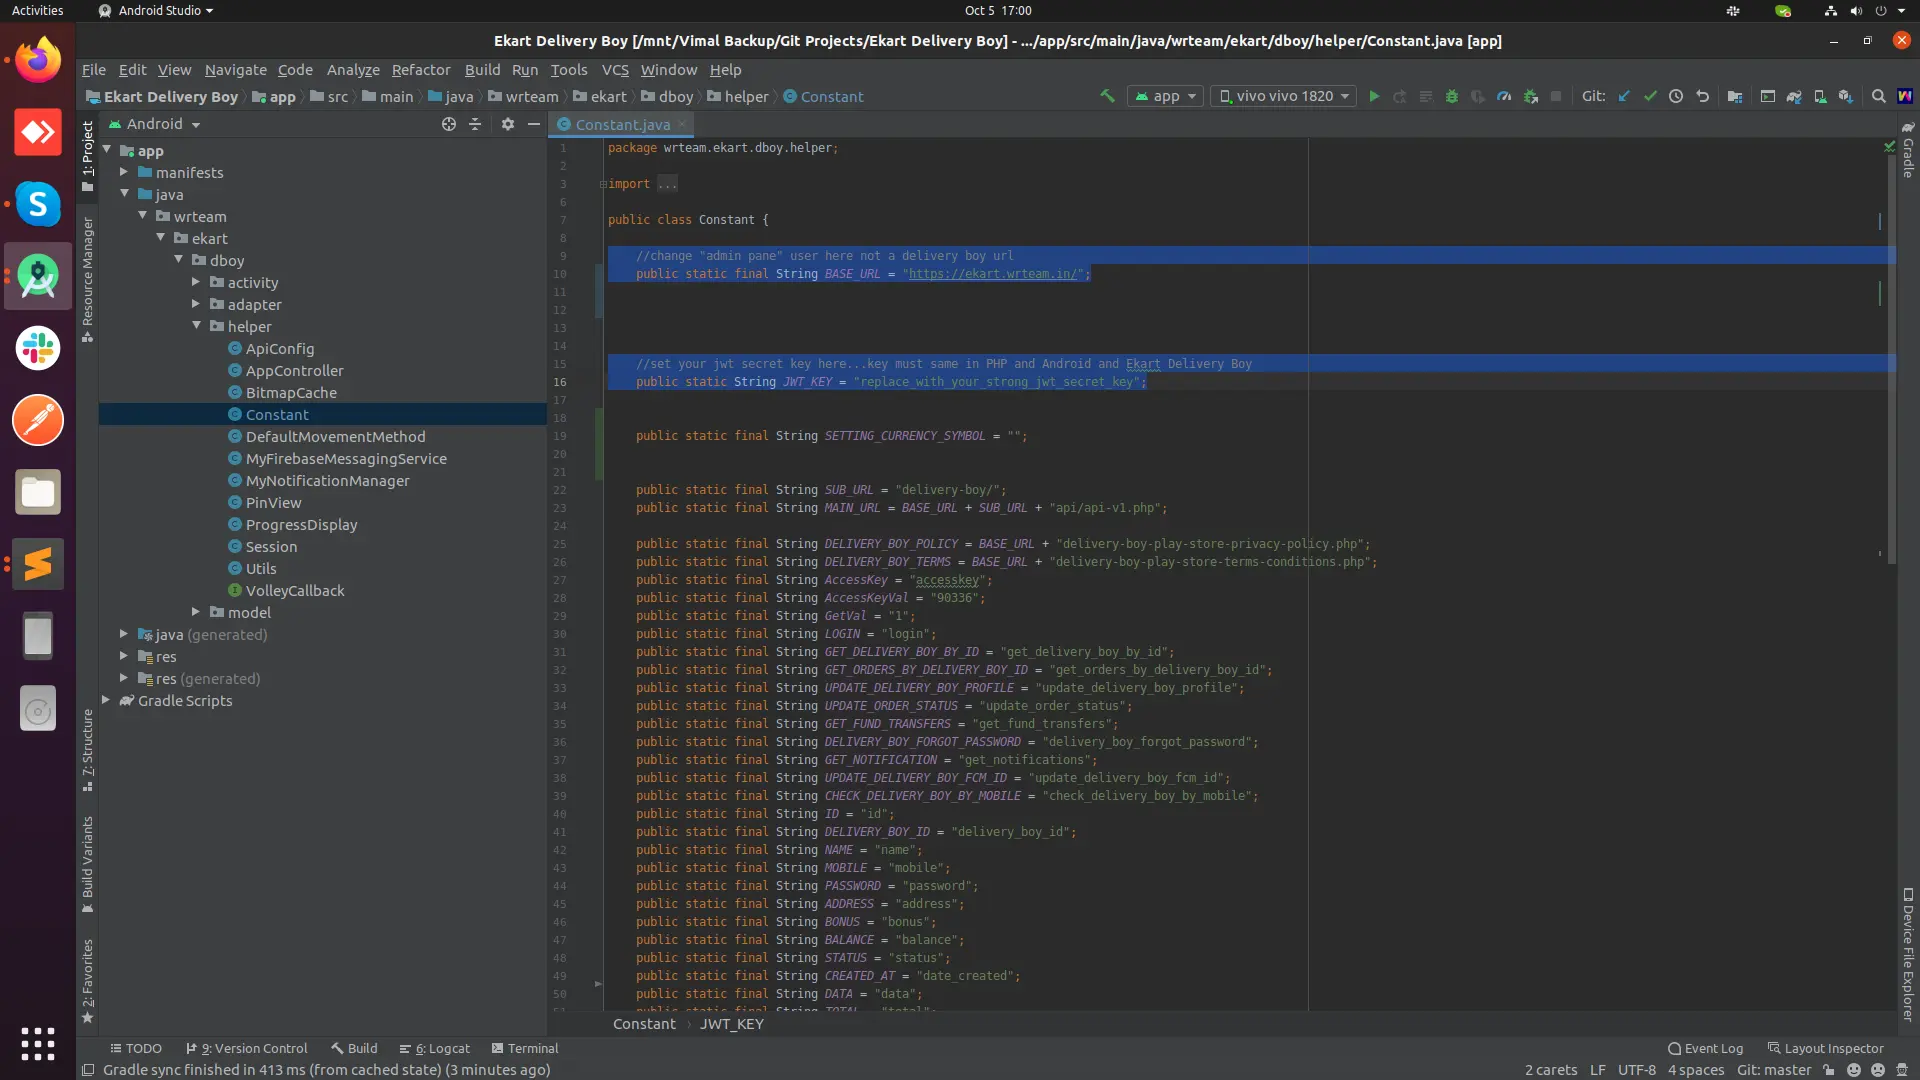 Activities
Android Studio
Oct 5 17:00
Ekart Delivery Boy [/mnt/Vimal Backup/Git Projects/Ekart Delivery Boy] - .../app/src/main/java/wrteam/ekart/dboy/helper/Constant.java [app]
File Edit View Navigate Code Analyze Refactor Build Run Tools VCS Window Help
Ekart Delivery Boy app src main java wrteam ekart dboy helper Constant
app
vivo vivo 1820
Git:
Android
Constant.java
1: Project
Resource Manager
7: Structure
Build Variants
2: Favorites
app
manifests
java
wrteam
ekart
dboy
activity
adapter
helper
ApiConfig
AppController
BitmapCache
Constant
DefaultMovementMethod
MyFirebaseMessagingService
MyNotificationManager
PinView
ProgressDisplay
Session
Utils
VolleyCallback
model
java (generated)
res
res (generated)
Gradle Scripts
1 package wrteam.ekart.dboy.helper;
2
3 import ...
6
7 public class Constant {
8
9 //change "admin pane" user here not a delivery boy url
10 public static final String BASE_URL = "https://ekart.wrteam.in/";
11
12
13
14
15 //set your jwt secret key here...key must same in PHP and Android and Ekart Delivery Boy
16 public static String JWT_KEY = "replace_with_your_strong_jwt_secret_key";
17
18
19 public static final String SETTING_CURRENCY_SYMBOL = "";
20
21
22 public static final String SUB_URL = "delivery-boy/";
23 public static final String MAIN_URL = BASE_URL + SUB_URL + "api/api-v1.php";
24
25 public static final String DELIVERY_BOY_POLICY = BASE_URL + "delivery-boy-play-store-privacy-policy.php";
26 public static final String DELIVERY_BOY_TERMS = BASE_URL + "delivery-boy-play-store-terms-conditions.php";
27 public static final String AccessKey = "accesskey";
28 public static final String AccessKeyVal = "90336";
29 public static final String GetVal = "1";
30 public static final String LOGIN = "login";
31 public static final String GET_DELIVERY_BOY_BY_ID = "get_delivery_boy_by_id";
32 public static final String GET_ORDERS_BY_DELIVERY_BOY_ID = "get_orders_by_delivery_boy_id";
33 public static final String UPDATE_DELIVERY_BOY_PROFILE = "update_delivery_boy_profile";
34 public static final String UPDATE_ORDER_STATUS = "update_order_status";
35 public static final String GET_FUND_TRANSFERS = "get_fund_transfers";
36 public static final String DELIVERY_BOY_FORGOT_PASSWORD = "delivery_boy_forgot_password";
37 public static final String GET_NOTIFICATION = "get_notifications";
38 public static final String UPDATE_DELIVERY_BOY_FCM_ID = "update_delivery_boy_fcm_id";
39 public static final String CHECK_DELIVERY_BOY_BY_MOBILE = "check_delivery_boy_by_mobile";
40 public static final String ID = "id";
41 public static final String DELIVERY_BOY_ID = "delivery_boy_id";
42 public static final String NAME = "name";
43 public static final String MOBILE = "mobile";
44 public static final String PASSWORD = "password";
45 public static final String ADDRESS = "address";
46 public static final String BONUS = "bonus";
47 public static final String BALANCE = "balance";
48 public static final String STATUS = "status";
49 public static final String CREATED_AT = "date_created";
50 public static final String DATA = "data";
51 public static final String TOTAL = "total";
Gradle
Device File Explorer
Constant › JWT_KEY
TODO
9: Version Control
Build
6: Logcat
Terminal
Event Log
Layout Inspector
Gradle sync finished in 413 ms (from cached state) (3 minutes ago)
2 carets LF UTF-8 4 spaces Git: master